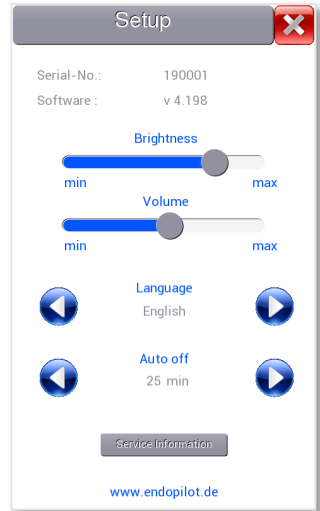 Setup
Serial-No.: 190001
Software : v 4.198
Brightness
min max
Volume
min max
Language
English
Auto off
25 min
Service Information
www.endopilot.de